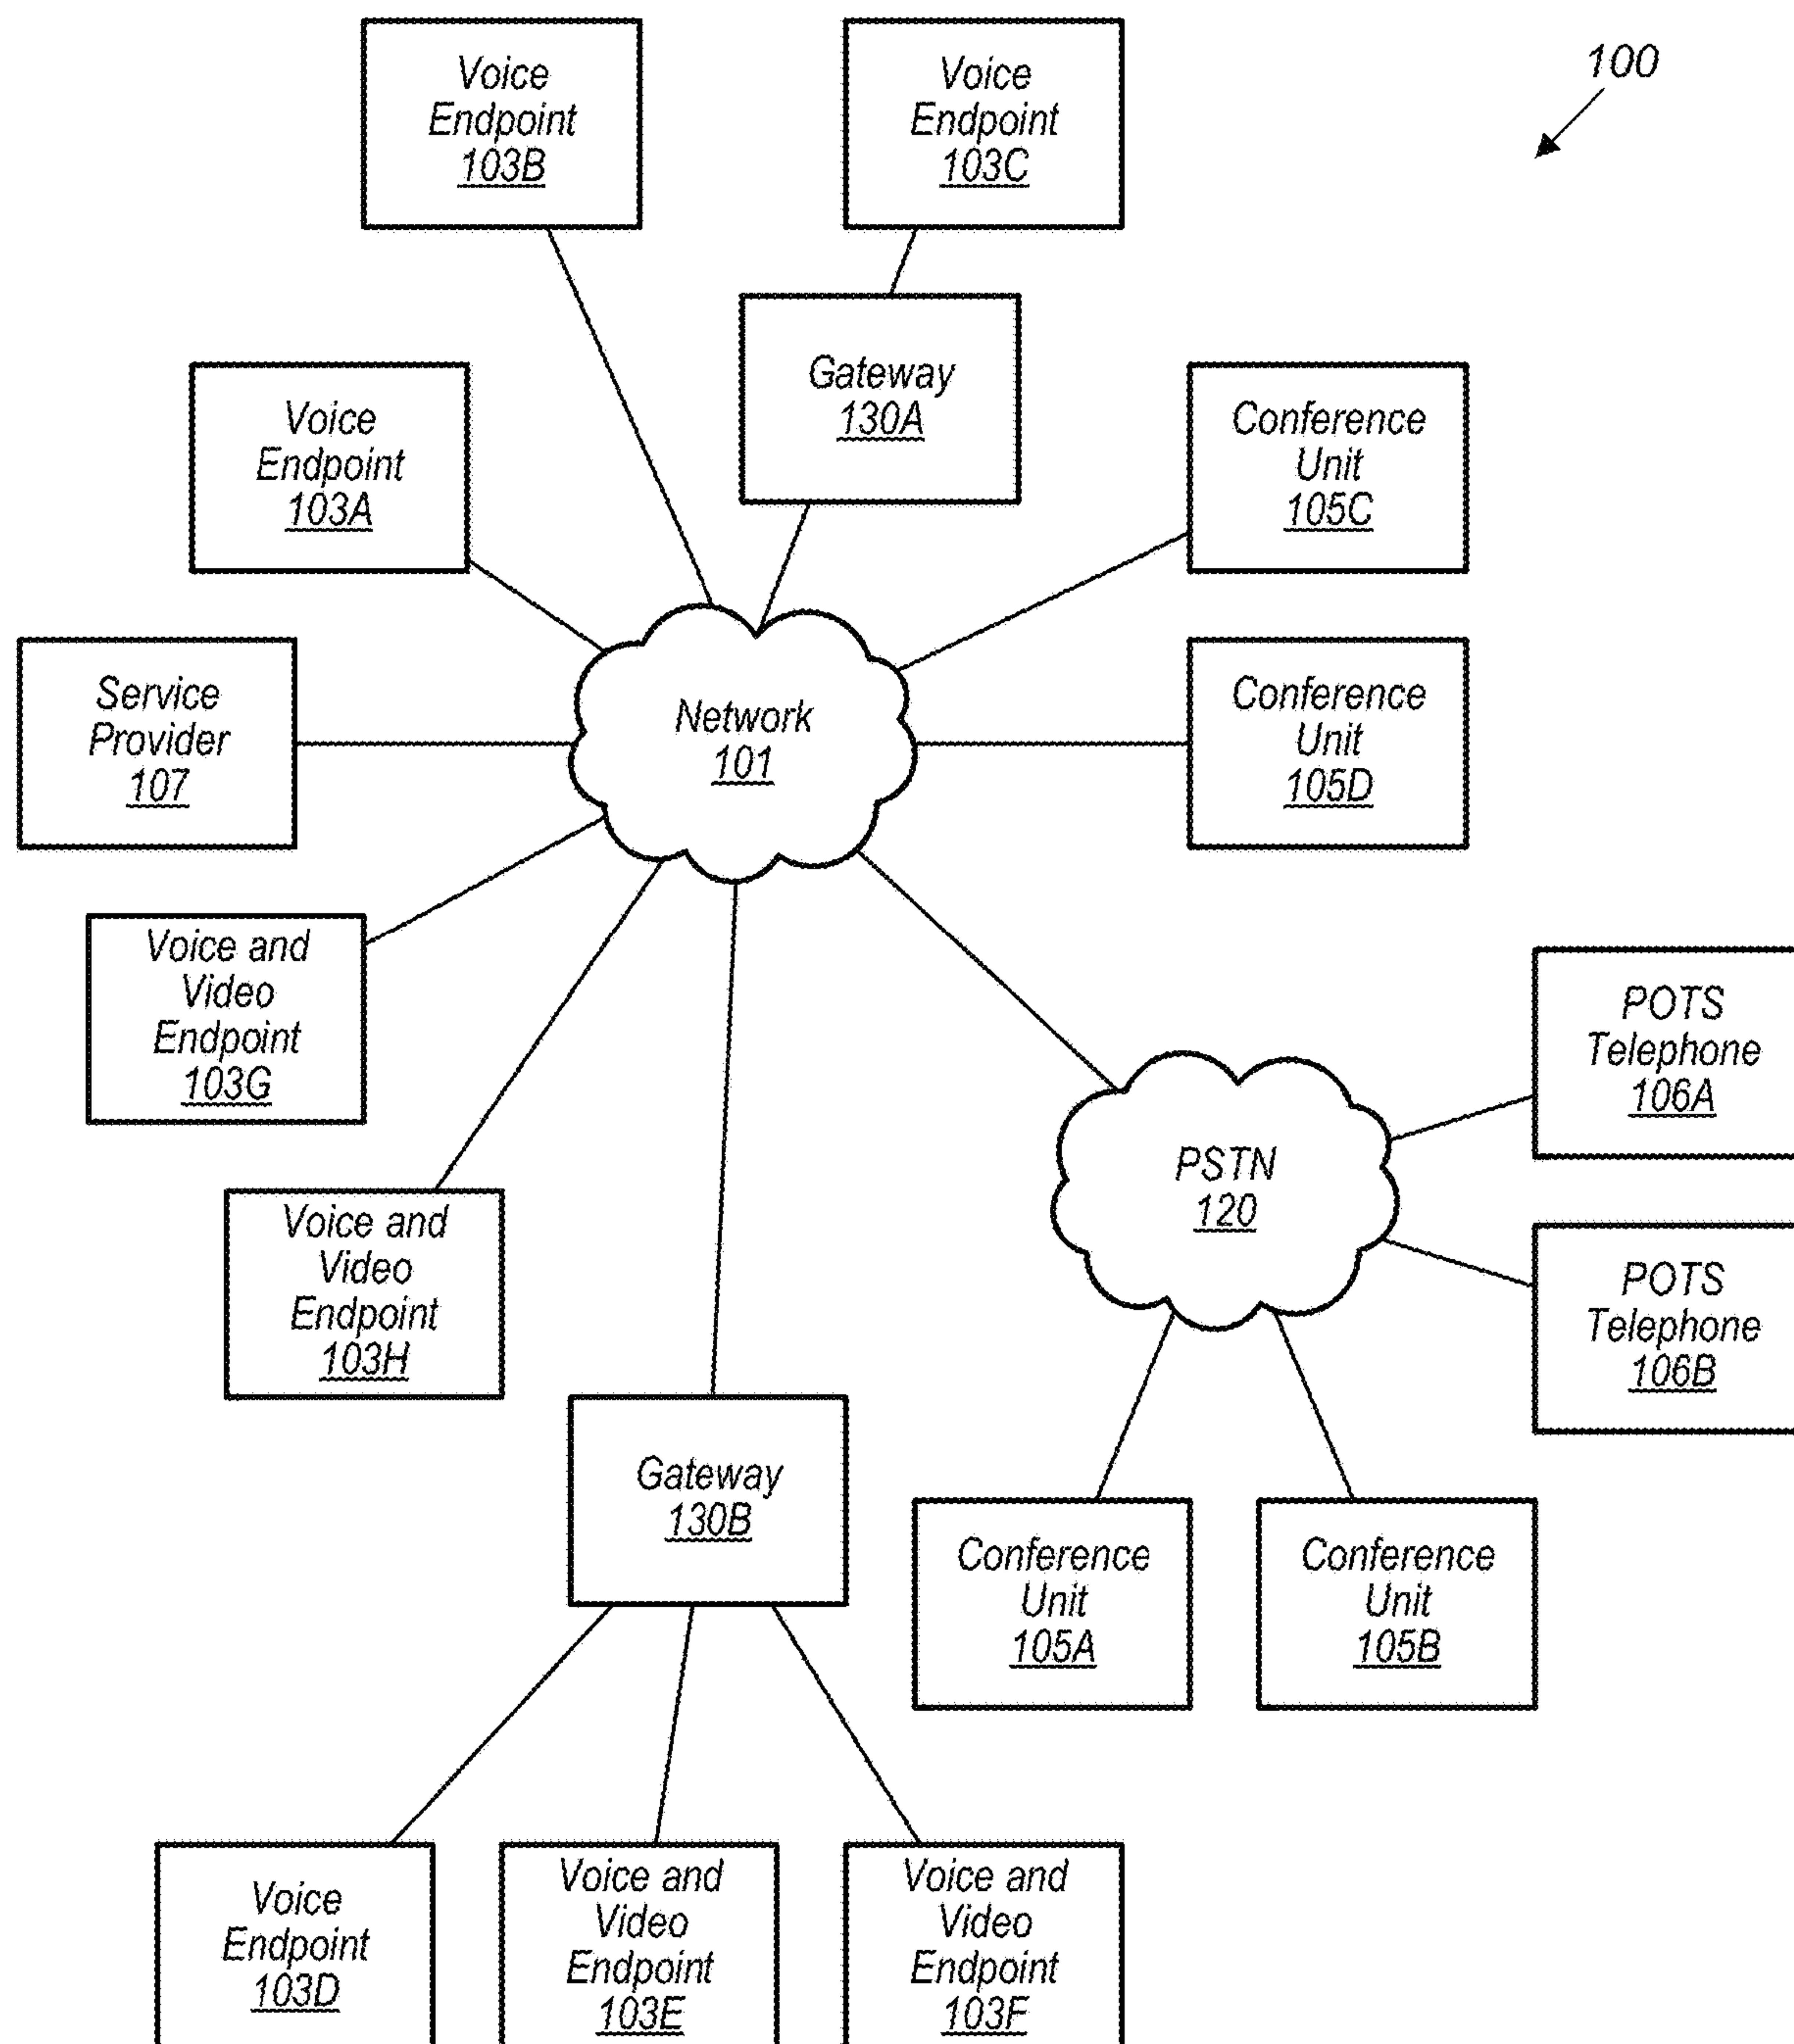 100
Voice
Endpoint
103B
Voice
Endpoint
103C
Gateway
130A
Voice
Endpoint
103A
Conference
Unit
105C
Service
Provider
107
Network
101
Conference
Unit
105D
Voice and
Video
Endpoint
103G
POTS
Telephone
106A
PSTN
120
Voice and
Video
Endpoint
103H
POTS
Telephone
106B
Gateway
130B
Conference
Unit
105A
Conference
Unit
105B
Voice
Endpoint
103D
Voice and
Video
Endpoint
103E
Voice and
Video
Endpoint
103F